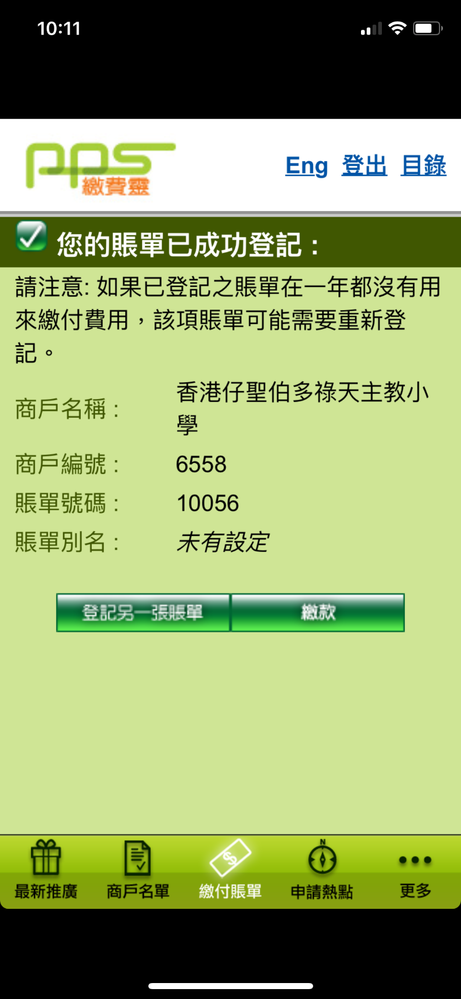 10:11
pps
繳費靈
Eng 登出 目錄
您的賬單已成功登記：
請注意: 如果已登記之賬單在一年都沒有用
來繳付費用，該項賬單可能需要重新登
記。
商戶名稱： 香港仔聖伯多祿天主教小
學
商戶編號： 6558
賬單號碼： 10056
賬單別名： 未有設定
登記另一張賬單 繳款
N
最新推廣 商戶名單 繳付賬單 申請熱點 更多